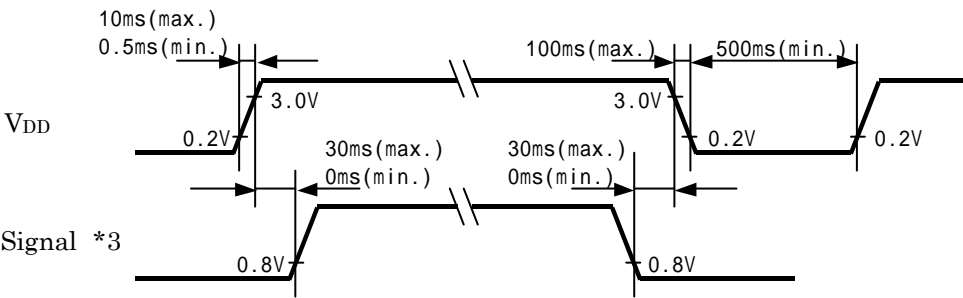 10ms(max.)
0.5ms(min.)
100ms(max.)
500ms(min.)
VDD
3.0V
3.0V
0.2V
0.2V
0.2V
30ms(max.)
0ms(min.)
30ms(max.)
0ms(min.)
Signal *3
0.8V
0.8V